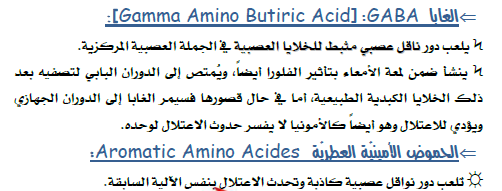 ⇐الغابا GABA: [Gamma Amino Butiric Acid]:
يلعب دور ناقل عصبي مثبط للخلايا العصبية في الجملة العصبية المركزية.
ينشأ ضمن لمعة الأمعاء بتأثير الفلورا أيضاً، ويُمتص إلى الدوران البابي لتصفيه بعد
ذلك الخلايا الكبدية الطبيعية، أما في حال قصورها فسيمر الغابا إلى الدوران الجهازي
ويؤدي للاعتلال وهو أيضاً كالأمونيا لا يفسر حدوث الاعتلال لوحده.
⇐الحموض الأمينيّة العطريّة Aromatic Amino Acides:
تلعب دور نواقل عصبية كاذبة وتحدث الاعتلال بنفس الآلية السابقة.